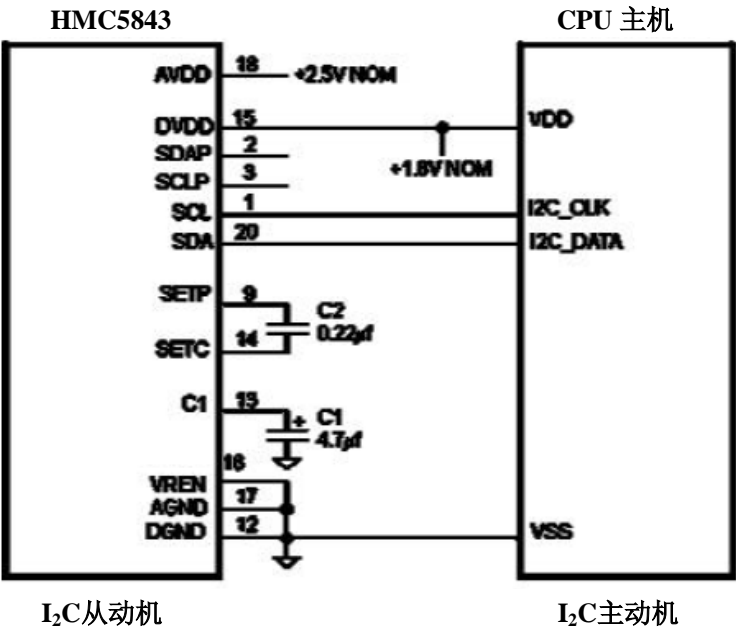 HMC5843
CPU 主机
AVDD 18 +2.5V NOM
DVDD 15 VDD
SDAP 2
+1.8V NOM
SCLP 3
SCL 1 I2C_CLK
SDA 20 I2C_DATA
SETP 9
C2
0.22µf
SETC 14
C1 13
+ C1
4.7µf
16
VREN
17
AGND
12
DGND
VSS
I₂C从动机
I₂C主动机